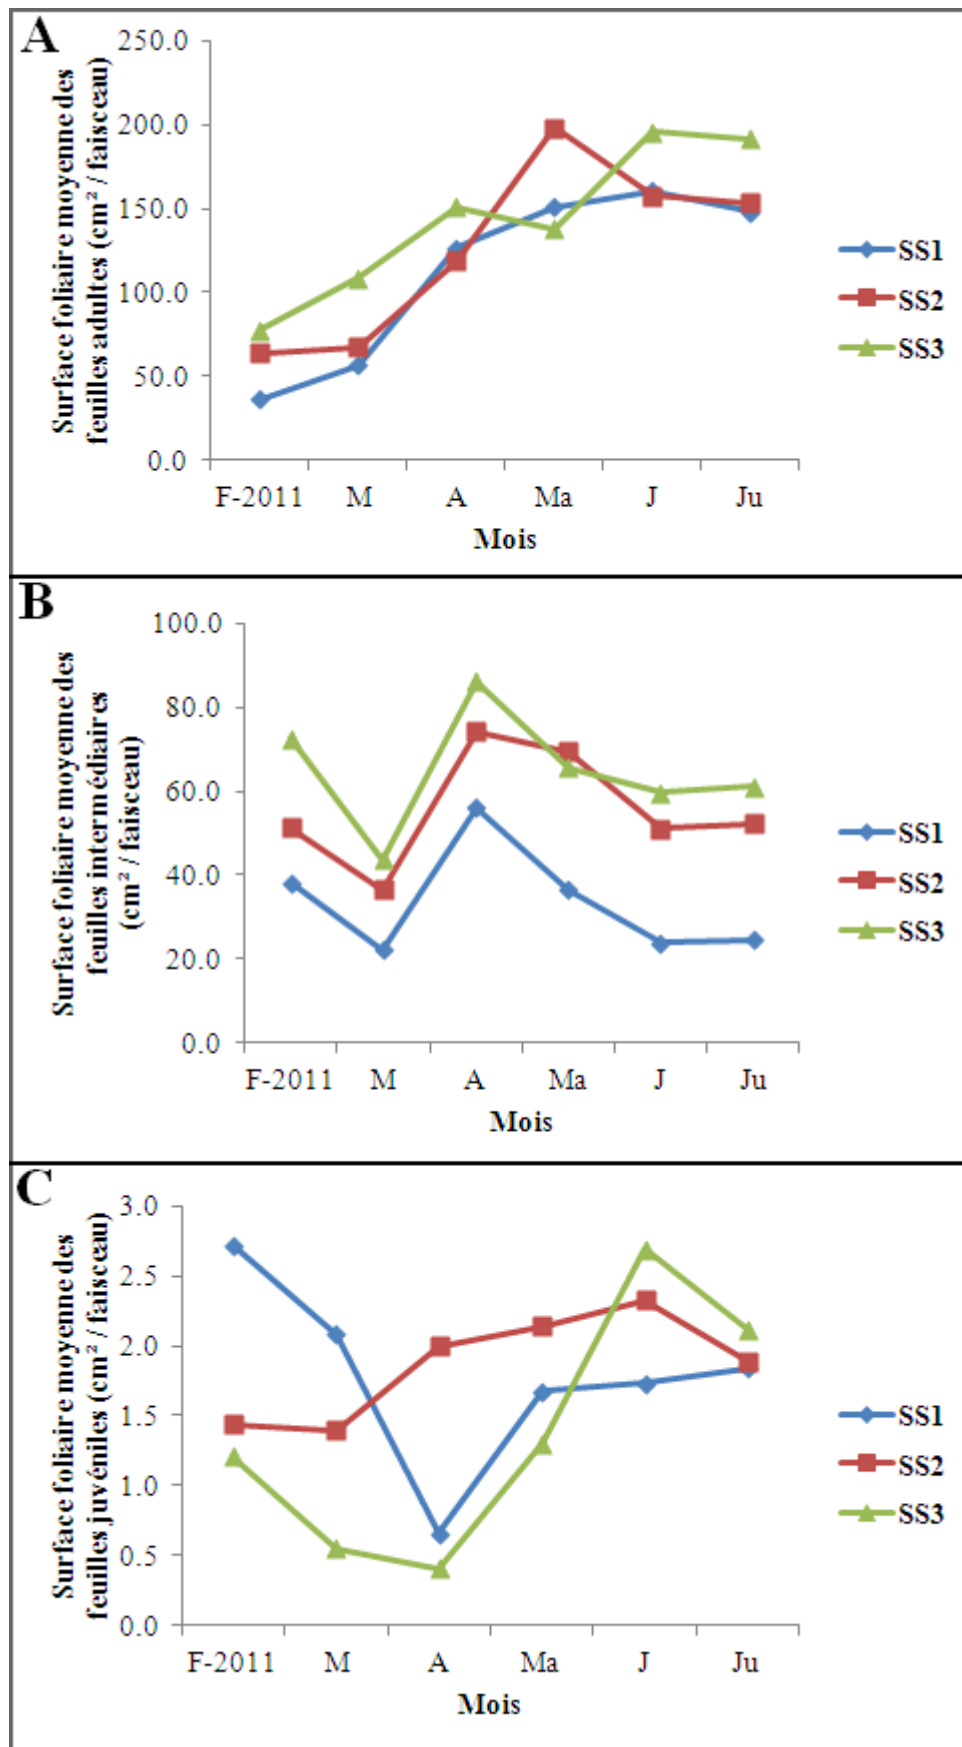 A
Surface foliaire moyenne des
feuilles adultes (cm² / faisceau)
250.0
200.0
150.0
100.0
50.0
0.0
F-2011 M A Ma J Ju
Mois
SS1
SS2
SS3
B
Surface foliaire moyenne des
feuilles intermédiaires
(cm² / faisceau)
100.0
80.0
60.0
40.0
20.0
0.0
F-2011 M A Ma J Ju
Mois
SS1
SS2
SS3
C
Surface foliaire moyenne des
feuilles juvéniles (cm² / faisceau)
3.0
2.5
2.0
1.5
1.0
0.5
0.0
F-2011 M A Ma J Ju
Mois
SS1
SS2
SS3